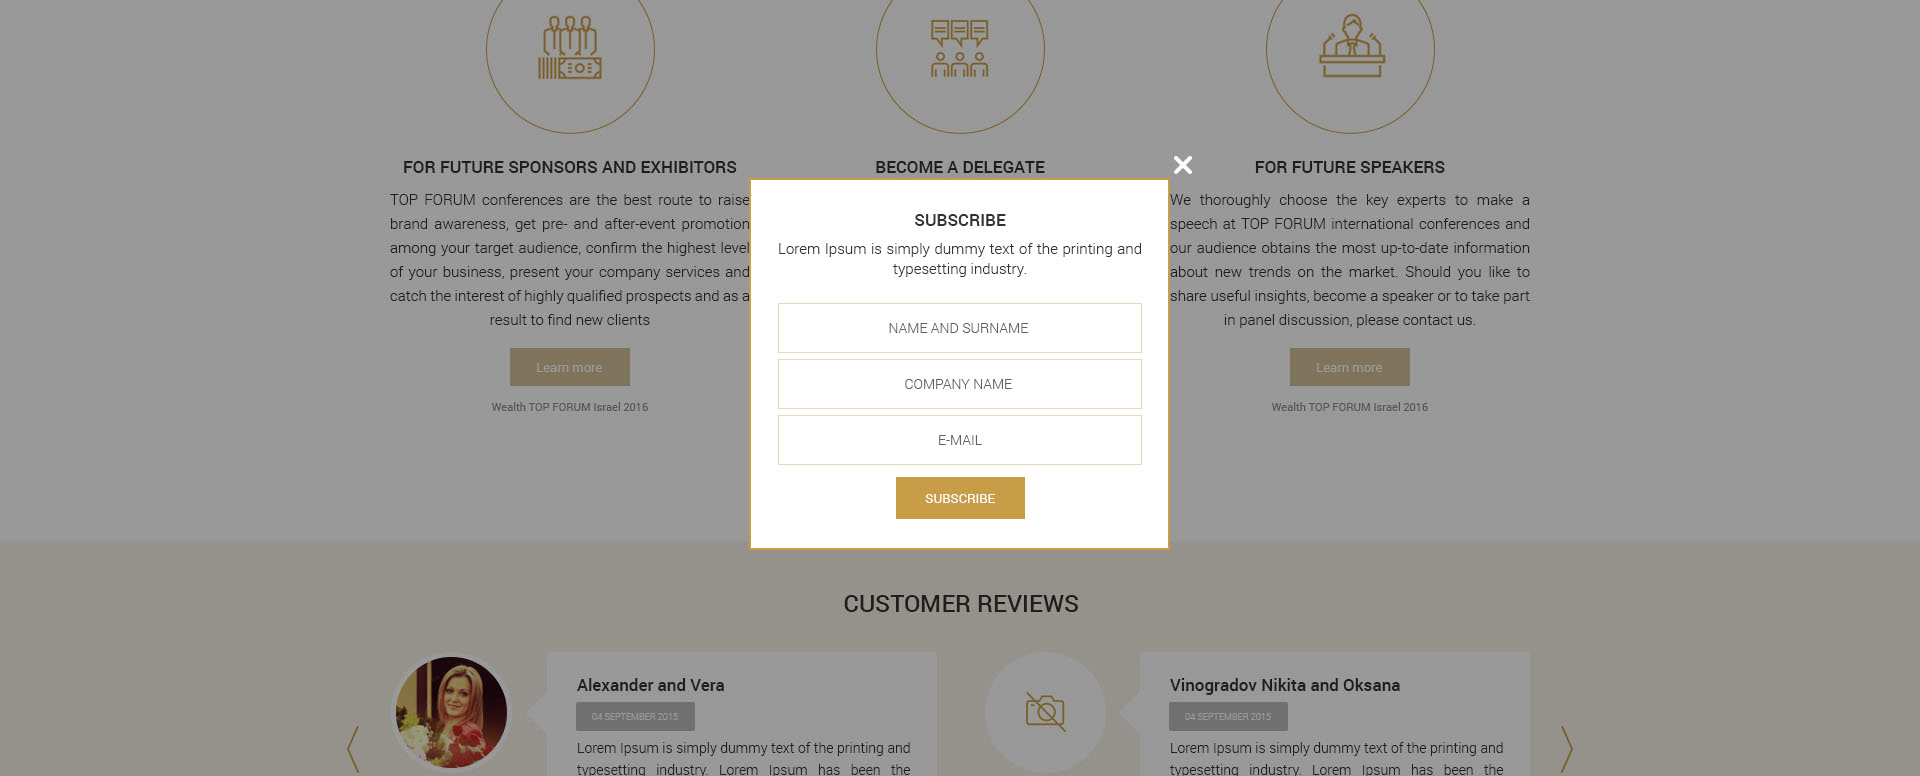 FOR FUTURE SPONSORS AND EXHIBITORS
TOP FORUM conferences are the best route to raise
brand awareness, get pre- and after-event promotion
among your target audience, confirm the highest level
of your business, present your company services and
catch the interest of highly qualified prospects and as a
result to find new clients
Learn more
Wealth TOP FORUM Israel 2016
BECOME A DELEGATE
FOR FUTURE SPEAKERS
We thoroughly choose the key experts to make a
speech at TOP FORUM international conferences and
our audience obtains the most up-to-date information
about new trends on the market. Should you like to
share useful insights, become a speaker or to take part
in panel discussion, please contact us.
Learn more
Wealth TOP FORUM Israel 2016
SUBSCRIBE
Lorem Ipsum is simply dummy text of the printing and
typesetting industry.
NAME AND SURNAME
COMPANY NAME
E-MAIL
SUBSCRIBE
CUSTOMER REVIEWS
Alexander and Vera
04 SEPTEMBER 2015
Lorem Ipsum is simply dummy text of the printing and
typesetting industry. Lorem Ipsum has been the
Vinogradov Nikita and Oksana
04 SEPTEMBER 2015
Lorem Ipsum is simply dummy text of the printing and
typesetting industry. Lorem Ipsum has been the